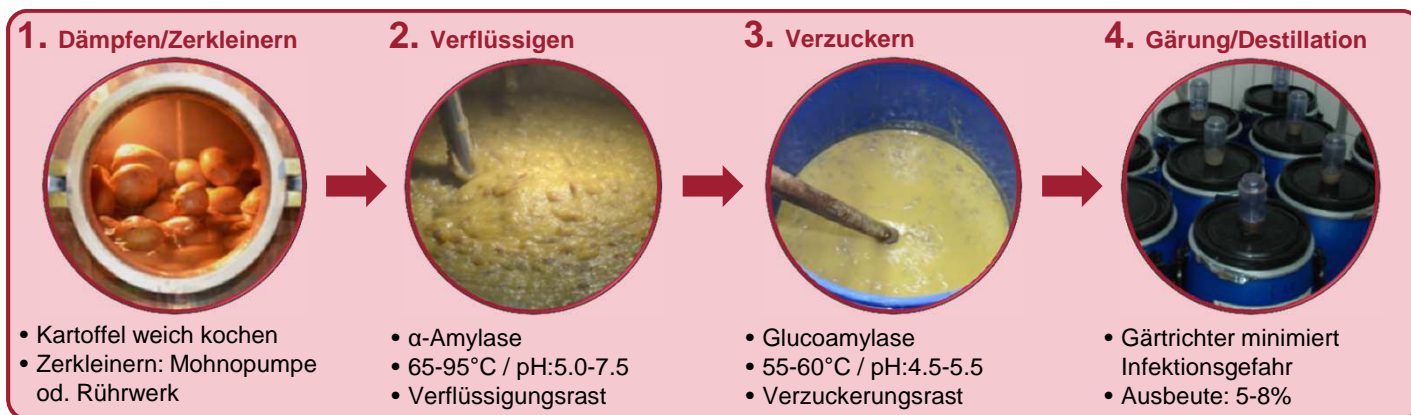 1. Dämpfen/Zerkleinern
• Kartoffel weich kochen
• Zerkleinern: Mohnopumpe
od. Rührwerk
2. Verflüssigen
• α-Amylase
• 65-95°C / pH:5.0-7.5
• Verflüssigungsrast
3. Verzuckern
• Glucoamylase
• 55-60°C / pH:4.5-5.5
• Verzuckerungsrast
4. Gärung/Destillation
• Gärtrichter minimiert
Infektionsgefahr
• Ausbeute: 5-8%